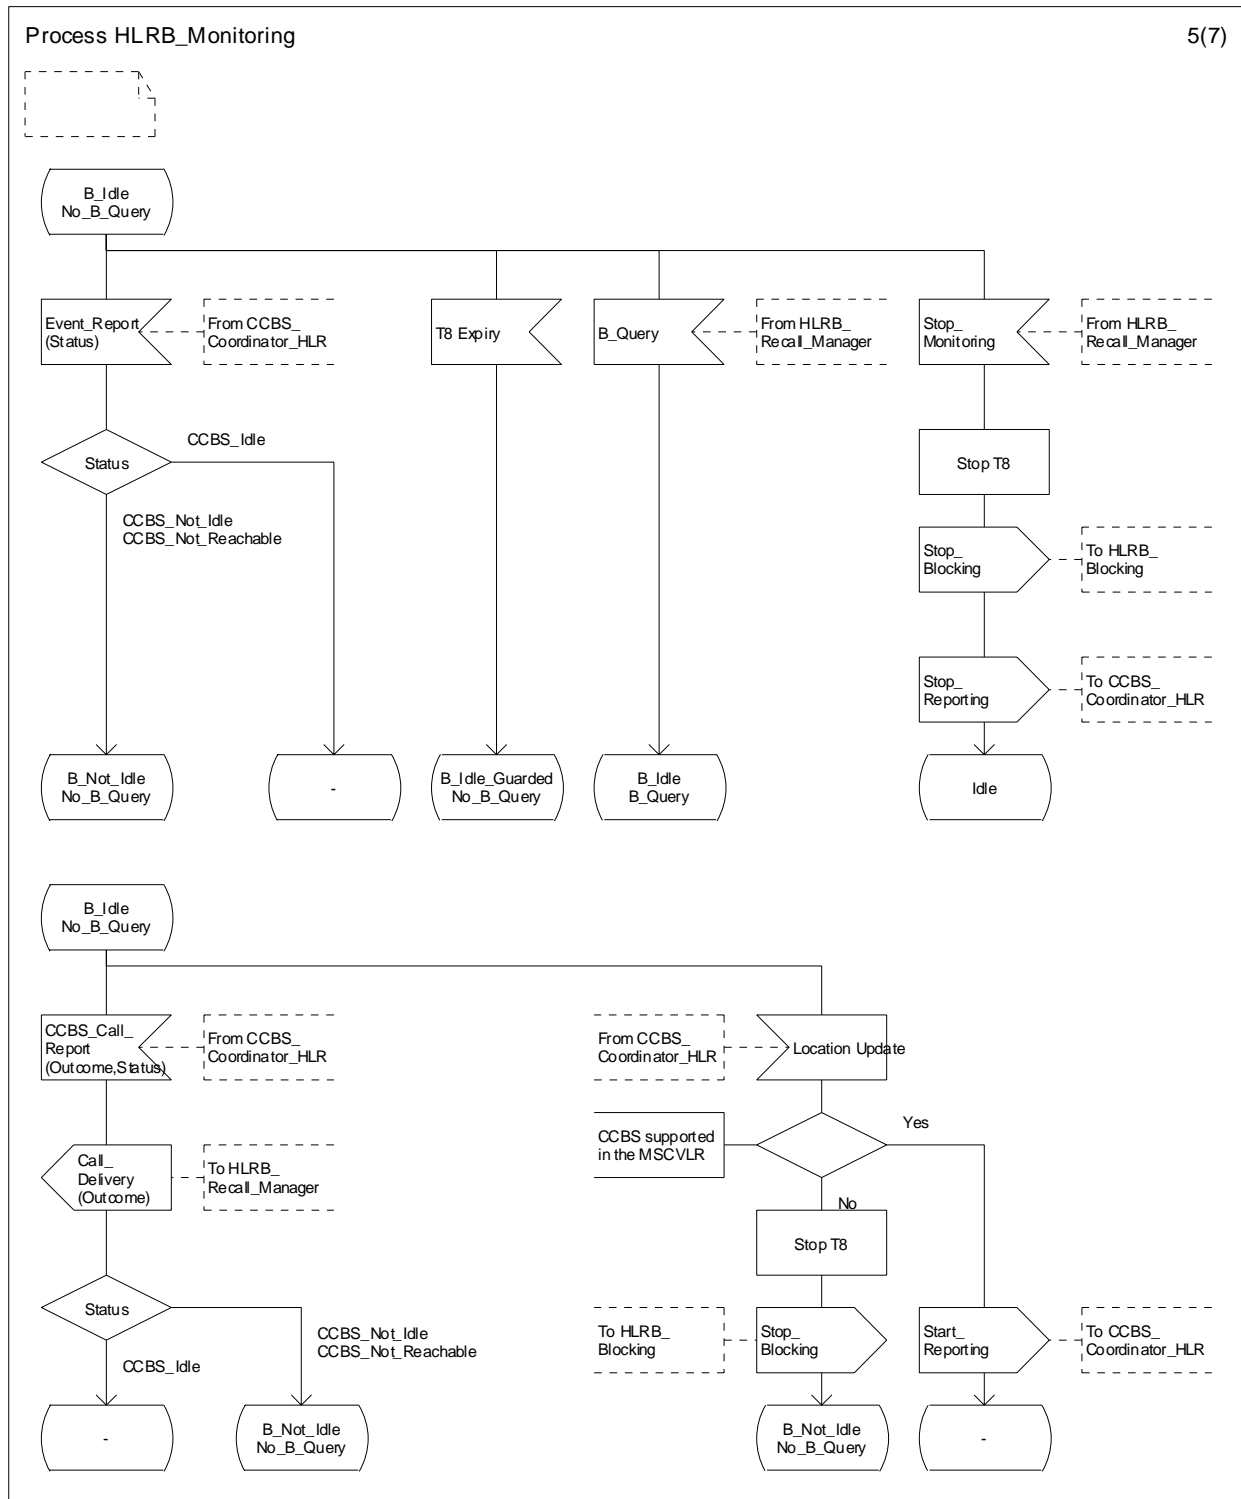 Process HLRB_Monitoring
5(7)
B_Idle
No_B_Query
Event_Report
(Status)
From CCBS_
Coordinator_HLR
T8 Expiry
B_Query
From HLRB_
Recall_Manager
Stop_
Monitoring
From HLRB_
Recall_Manager
Status
CCBS_Idle
CCBS_Not_Idle
CCBS_Not_Reachable
Stop T8
Stop_
Blocking
To HLRB_
Blocking
Stop_
Reporting
To CCBS_
Coordinator_HLR
B_Not_Idle
No_B_Query
-
B_Idle_Guarded
No_B_Query
B_Idle
B_Query
Idle
B_Idle
No_B_Query
CCBS_Call_
Report
(Outcome,Status)
From CCBS_
Coordinator_HLR
From CCBS_
Coordinator_HLR
Location Update
CCBS supported
in the MSCVLR
Yes
No
Call_
Delivery
(Outcome)
To HLRB_
Recall_Manager
Stop T8
Status
CCBS_Not_Idle
CCBS_Not_Reachable
CCBS_Idle
To HLRB_
Blocking
Stop_
Blocking
Start_
Reporting
To CCBS_
Coordinator_HLR
-
B_Not_Idle
No_B_Query
B_Not_Idle
No_B_Query
-